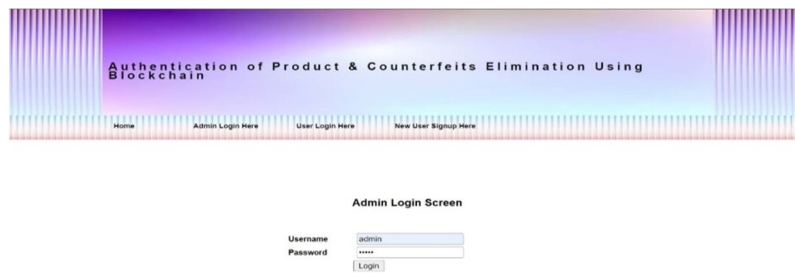 Authentication of Product & Counterfeits Elimination Using
Blockchain
Home Admin Login Here User Login Here New User Signup Here
Admin Login Screen
Username admin
Password •••••
Login